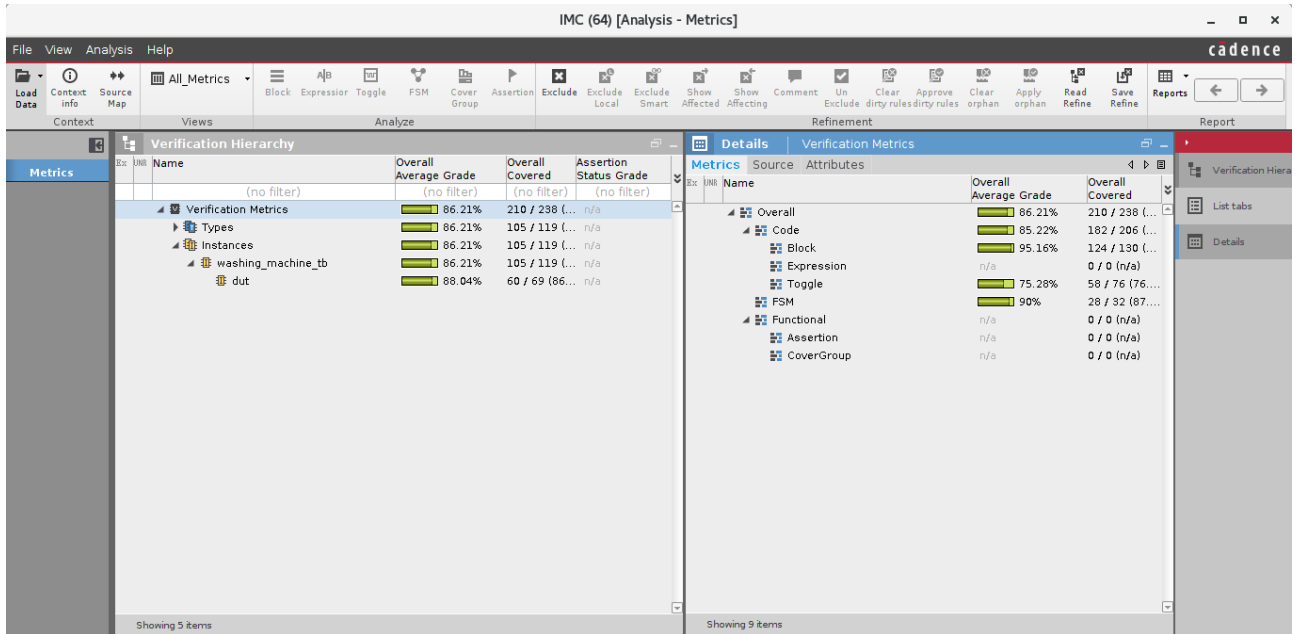 IMC (64) [Analysis - Metrics]
File View Analysis Help
cādence
Load Data
Context info
Source Map
All_Metrics
Block
Expression
Toggle
FSM
Cover Group
Assertion
Exclude
Exclude Local
Exclude Smart
Show Affected
Show Affecting
Comment
Un Exclude
Clear dirty rules
Approve dirty rules
Clear orphan
Apply orphan
Read Refine
Save Refine
Reports
Context
Views
Analyze
Refinement
Report
Metrics
Verification Hierarchy
Ex UNR Name Overall Average Grade Overall Covered Assertion Status Grade
(no filter) (no filter) (no filter) (no filter)
Verification Metrics 86.21% 210 / 238 (... n/a
Types 86.21% 105 / 119 (... n/a
Instances 86.21% 105 / 119 (... n/a
washing_machine_tb 86.21% 105 / 119 (... n/a
dut 88.04% 60 / 69 (86... n/a
Showing 5 items
Details Verification Metrics
Metrics Source Attributes
Ex UNR Name Overall Average Grade Overall Covered
Overall 86.21% 210 / 238 (...
Code 85.22% 182 / 206 (...
Block 95.16% 124 / 130 (...
Expression n/a 0 / 0 (n/a)
Toggle 75.28% 58 / 76 (76....
FSM 90% 28 / 32 (87....
Functional n/a 0 / 0 (n/a)
Assertion n/a 0 / 0 (n/a)
CoverGroup n/a 0 / 0 (n/a)
Showing 9 items
Verification Hiera
List tabs
Details